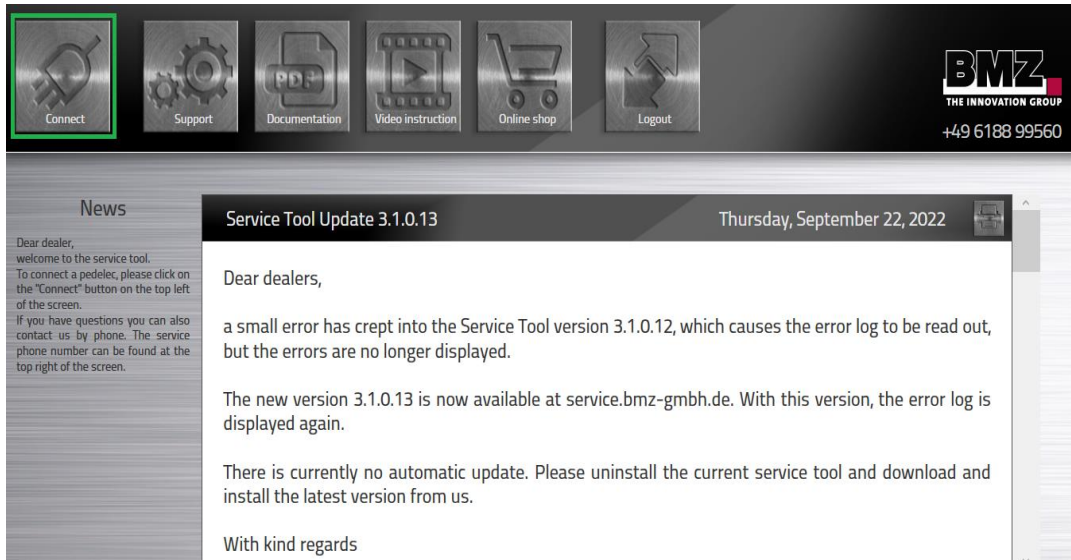 Connect
Support
PDF
Documentation
Video instruction
Online shop
Logout
BMZ
THE INNOVATION GROUP
+49 6188 99560
News
Dear dealer,
welcome to the service tool.
To connect a pedelec, please click on
the "Connect" button on the top left
of the screen.
If you have questions you can also
contact us by phone. The service
phone number can be found at the
top right of the screen.
Service Tool Update 3.1.0.13
Thursday, September 22, 2022
Dear dealers,
a small error has crept into the Service Tool version 3.1.0.12, which causes the error log to be read out,
but the errors are no longer displayed.
The new version 3.1.0.13 is now available at service.bmz-gmbh.de. With this version, the error log is
displayed again.
There is currently no automatic update. Please uninstall the current service tool and download and
install the latest version from us.
With kind regards